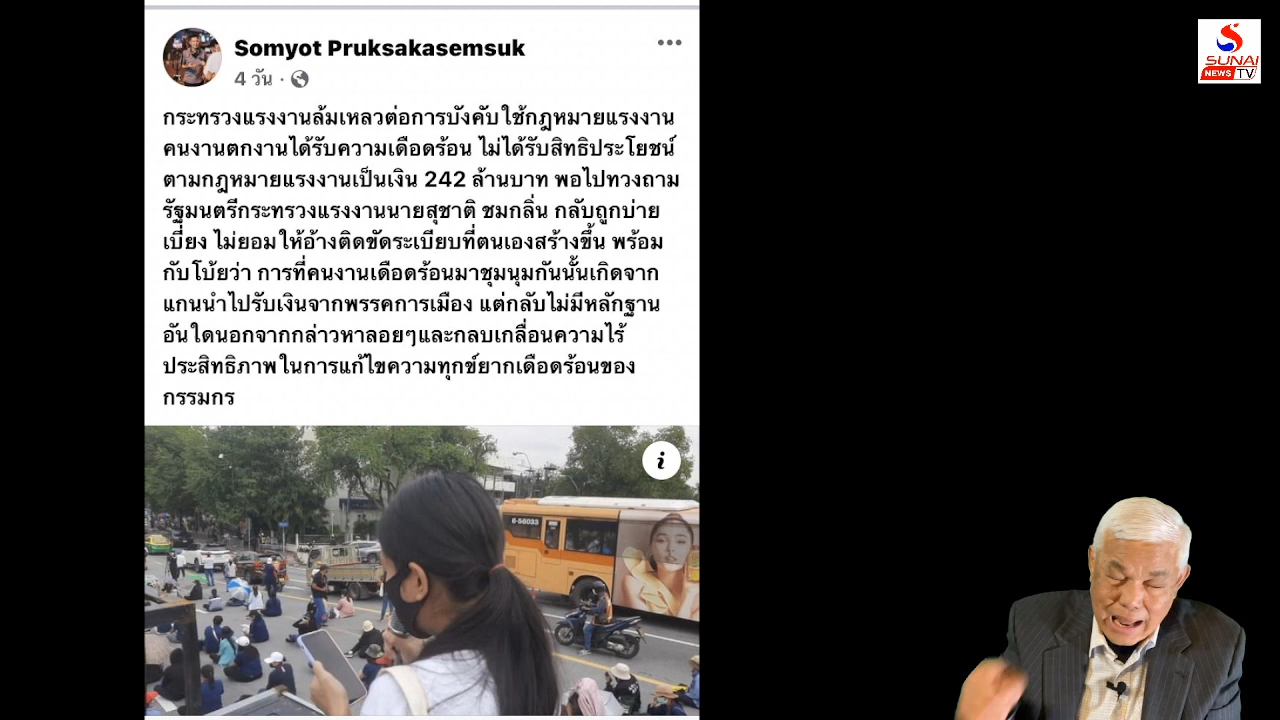 Somyot Pruksakasemsuk
4 วัน ·
SUNAI
NEWS TV
กระทรวงแรงงานล้มเหลวต่อการบังคับใช้กฎหมายแรงงาน
คนงานตกงานได้รับความเดือดร้อน ไม่ได้รับสิทธิประโยชน์
ตามกฎหมายแรงงานเป็นเงิน 242 ล้านบาท พอไปทวงถาม
รัฐมนตรีกระทรวงแรงงานนายสุชาติ ชมกลิ่น กลับถูกบ่าย
เบี่ยง ไม่ยอมให้อ้างติดขัดระเบียบที่ตนเองสร้างขึ้น พร้อม
กับโบ้ยว่า การที่คนงานเดือดร้อนมาชุมนุมกันนั้นเกิดจาก
แกนนำไปรับเงินจากพรรคการเมือง แต่กลับไม่มีหลักฐาน
อันใดนอกจากกล่าวหาลอยๆและกลบเกลื่อนความไร้
ประสิทธิภาพในการแก้ไขความทุกข์ยากเดือดร้อนของ
กรรมกร
i
6-56033